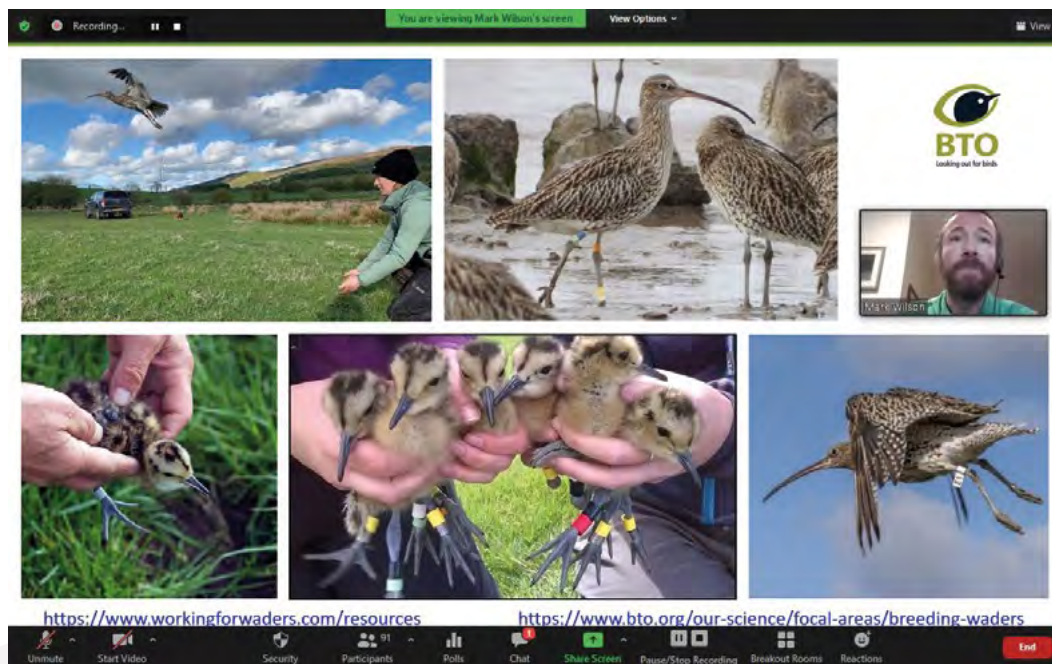 Recording...
You are viewing Mark Wilson's screen
View Options
View
BTO
Looking out for birds
Mark Wilson
https://www.workingforwaders.com/resources
https://www.bto.org/our-science/focal-areas/breeding-waders
Unmute
Start Video
Security
91
Participants
Polls
1
Chat
Share Screen
Pause/Stop Recording
Breakout Rooms
Reactions
End